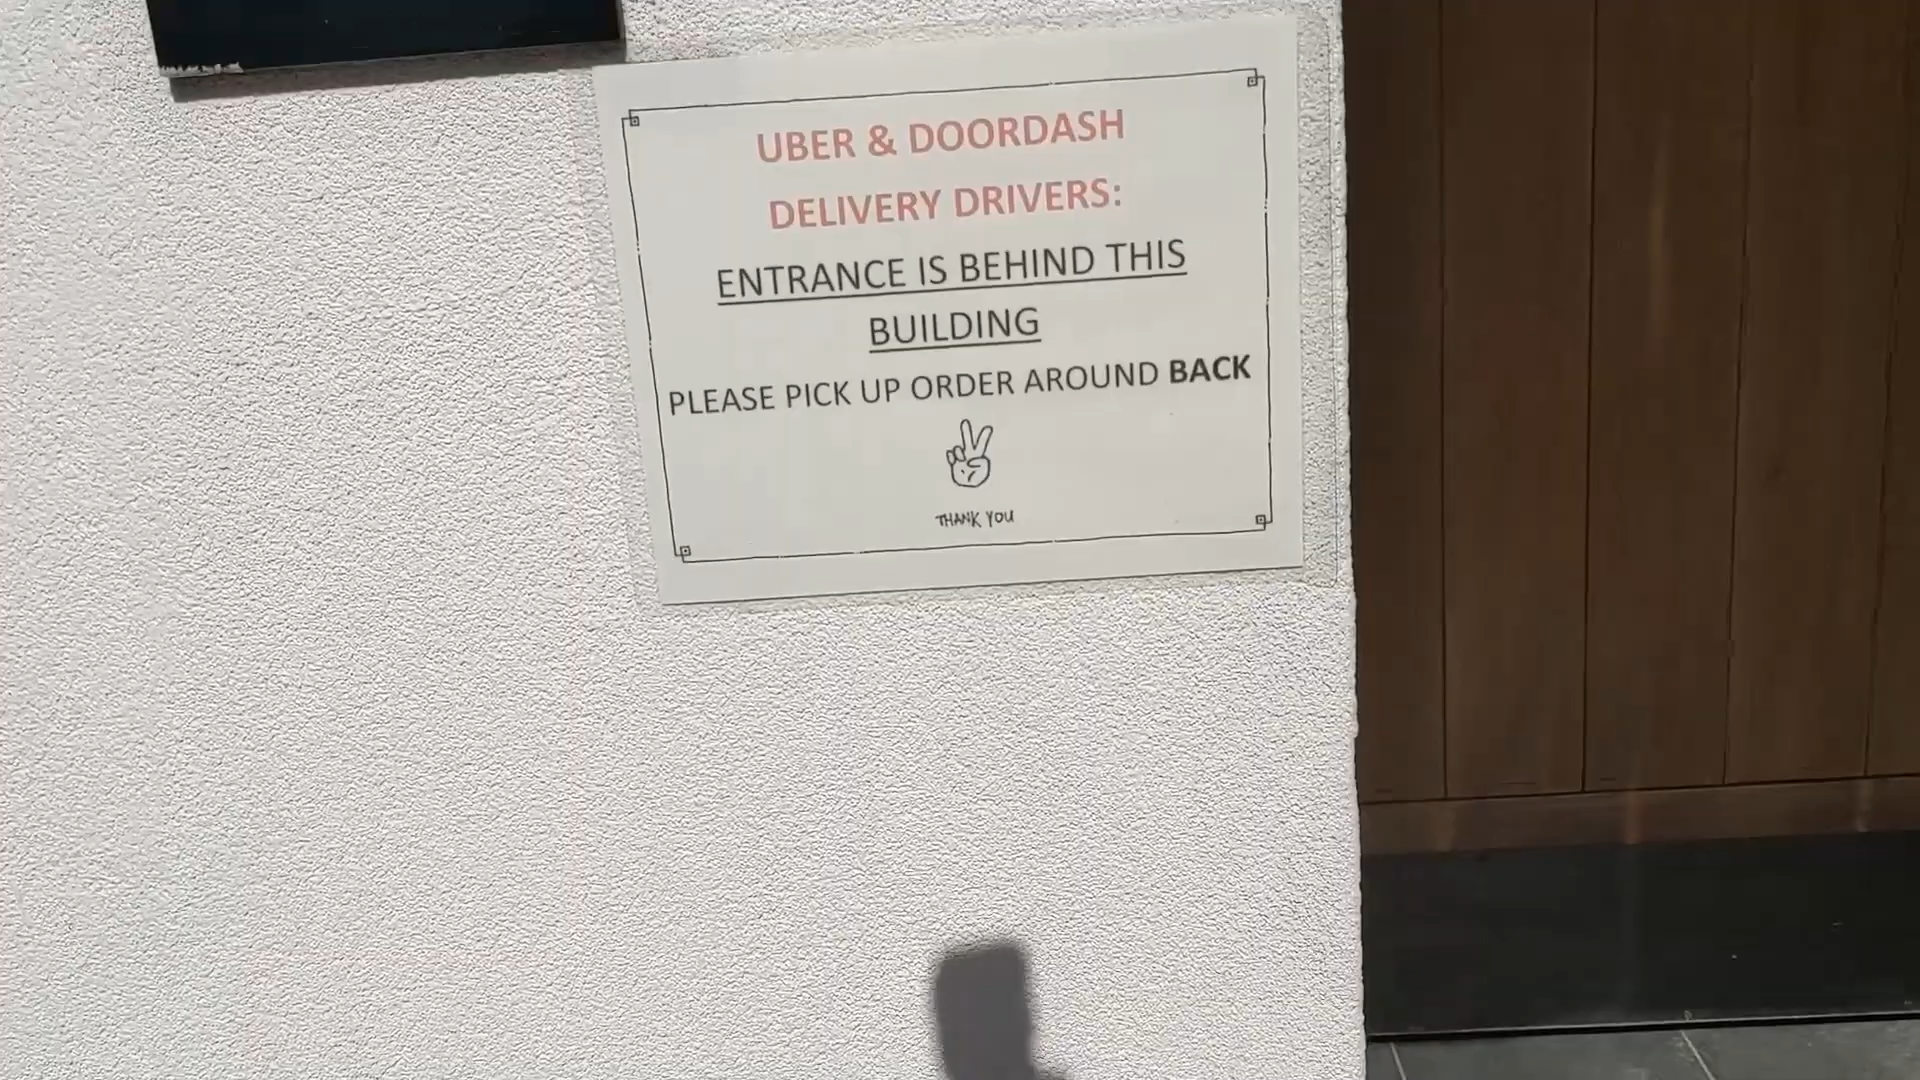 UBER & DOORDASH
DELIVERY DRIVERS:
ENTRANCE IS BEHIND THIS
BUILDING
PLEASE PICK UP ORDER AROUND BACK
THANK YOU